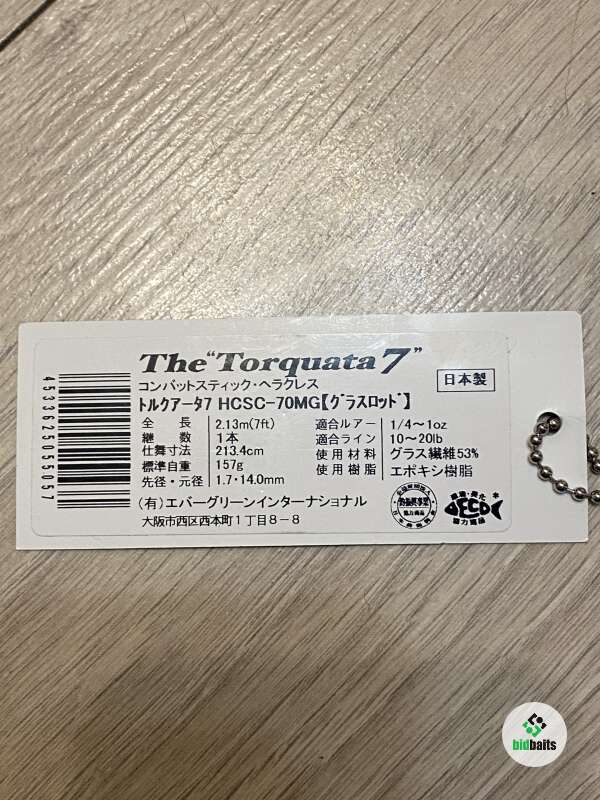 The "Torquata 7"
コンバットスティック・ヘラクレス
日本製
トルクアータ7 HCSC-70MG【グラスロッド】
全長 2.13m(7ft) 適合ルアー 1/4~1oz
継数 1本 適合ライン 10~20lb
仕舞寸法 213.4cm 使用材料 グラス繊維53%
標準自重 157g 使用樹脂 エポキシ樹脂
先径・元径 1.7・14.0mm
(有)エバーグリーンインターナショナル
大阪市西区西本町1丁目8-8
4533625055057
ECO
協力商品
bidbaits